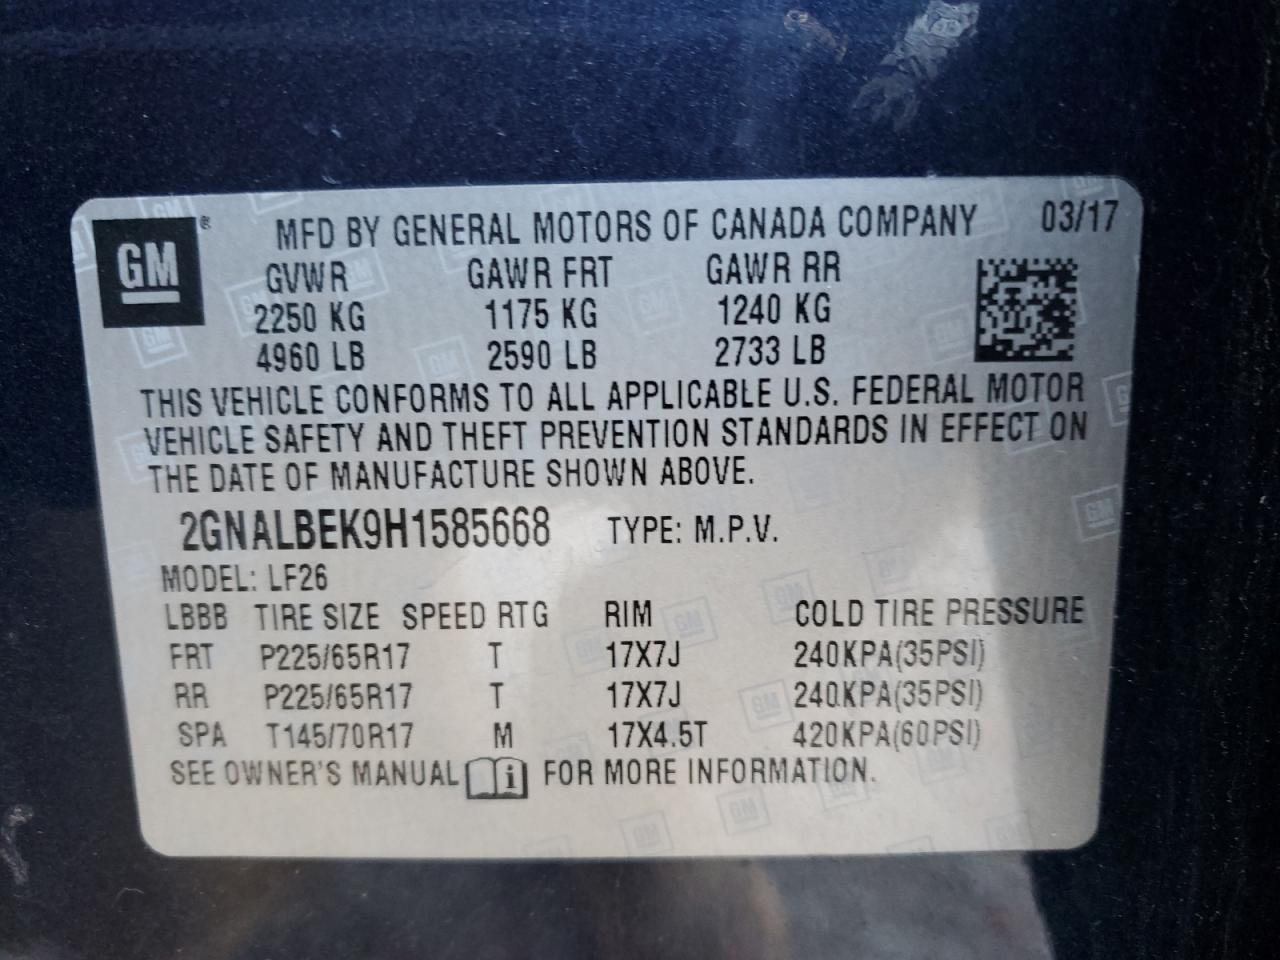 GM ®
MFD BY GENERAL MOTORS OF CANADA COMPANY 03/17
GVWR GAWR FRT GAWR RR
2250 KG 1175 KG 1240 KG
4960 LB 2590 LB 2733 LB
THIS VEHICLE CONFORMS TO ALL APPLICABLE U.S. FEDERAL MOTOR
VEHICLE SAFETY AND THEFT PREVENTION STANDARDS IN EFFECT ON
THE DATE OF MANUFACTURE SHOWN ABOVE.
2GNALBEK9H1585668 TYPE: M.P.V.
MODEL: LF26
LBBB TIRE SIZE SPEED RTG RIM COLD TIRE PRESSURE
FRT P225/65R17 T 17X7J 240KPA(35PSI)
RR P225/65R17 T 17X7J 240KPA(35PSI)
SPA T145/70R17 M 17X4.5T 420KPA(60PSI)
SEE OWNER'S MANUAL i FOR MORE INFORMATION.